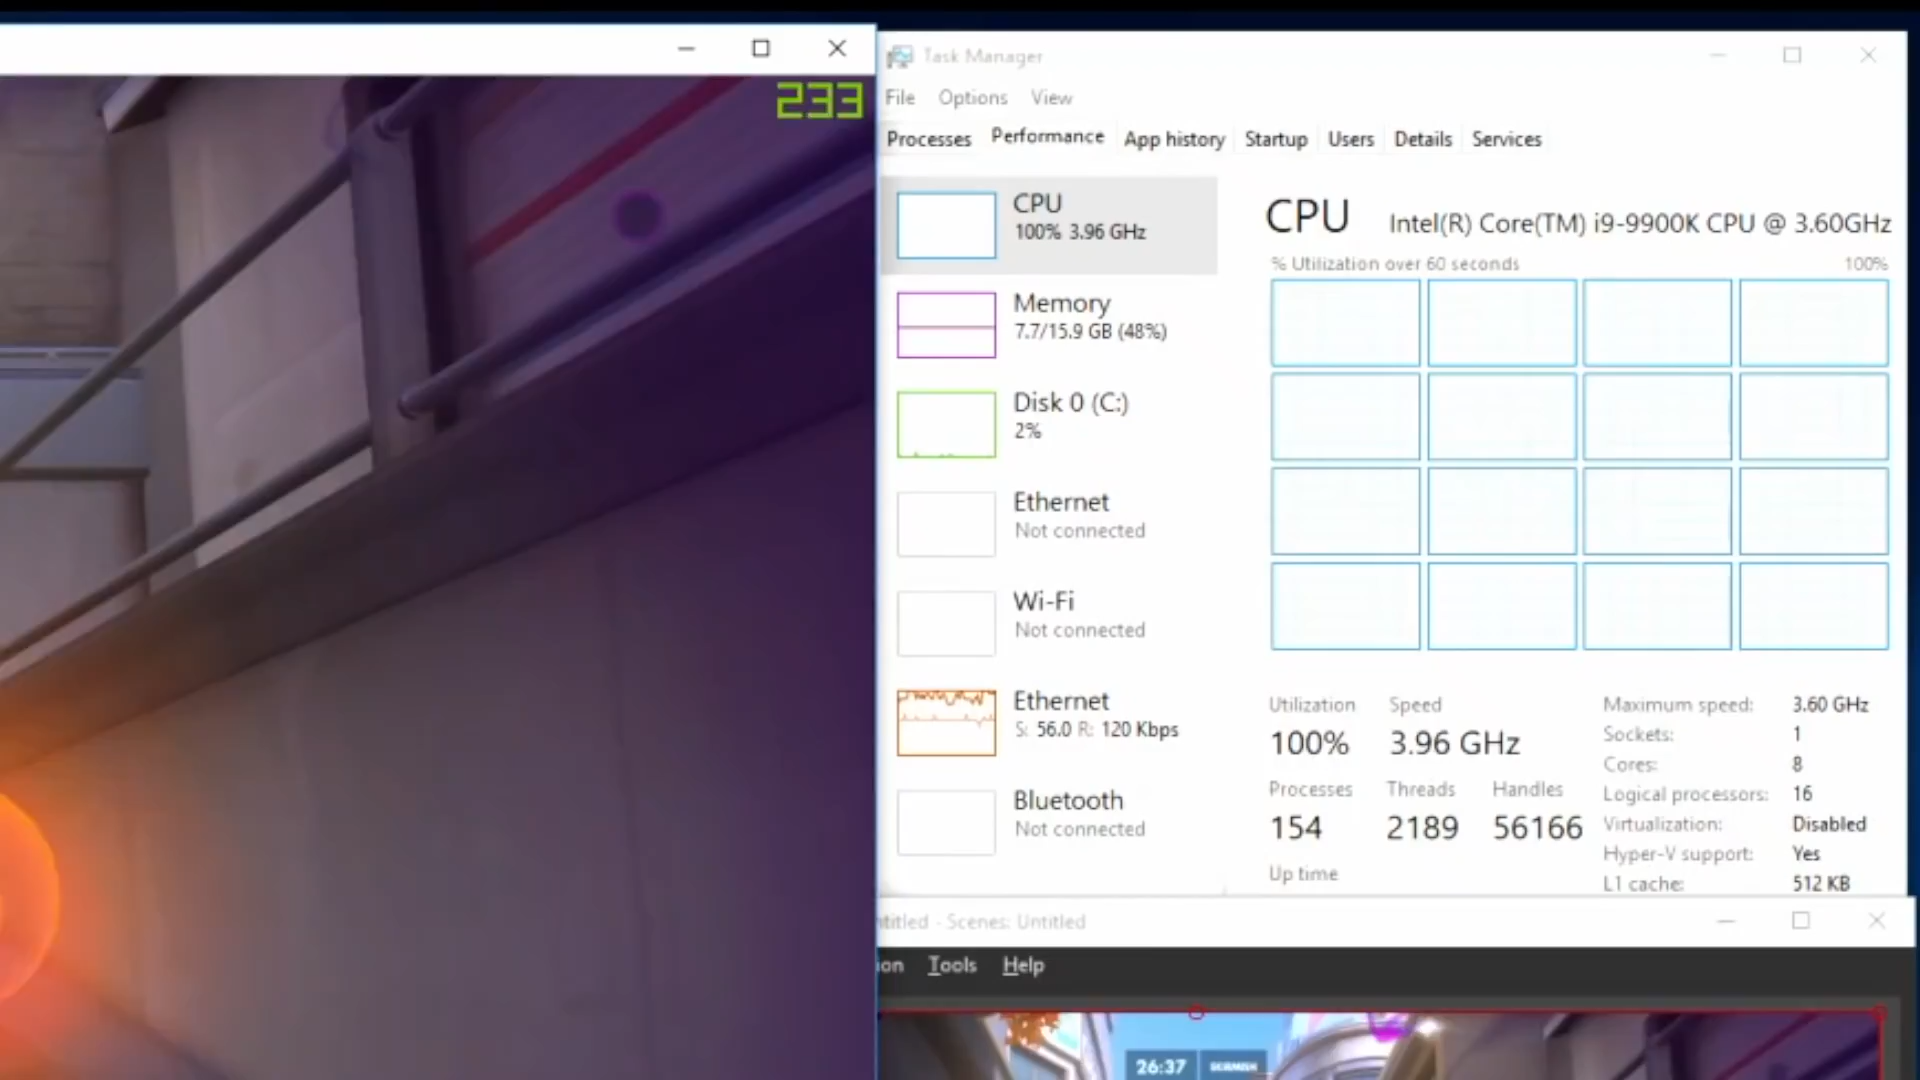 233
Task Manager
File Options View
Processes Performance App history Startup Users Details Services
CPU
100% 3.96 GHz
Memory
7.7/15.9 GB (48%)
Disk 0 (C:)
2%
Ethernet
Not connected
Wi-Fi
Not connected
Ethernet
S: 56.0 R: 120 Kbps
Bluetooth
Not connected
CPU Intel(R) Core(TM) i9-9900K CPU @ 3.60GHz
% Utilization over 60 seconds 100%
Utilization Speed
100% 3.96 GHz
Processes Threads Handles
154 2189 56166
Up time
Maximum speed: 3.60 GHz
Sockets: 1
Cores: 8
Logical processors: 16
Virtualization: Disabled
Hyper-V support: Yes
L1 cache: 512 KB
ntitled - Scenes: Untitled
ion Tools Help
26:37 SKIRMISH